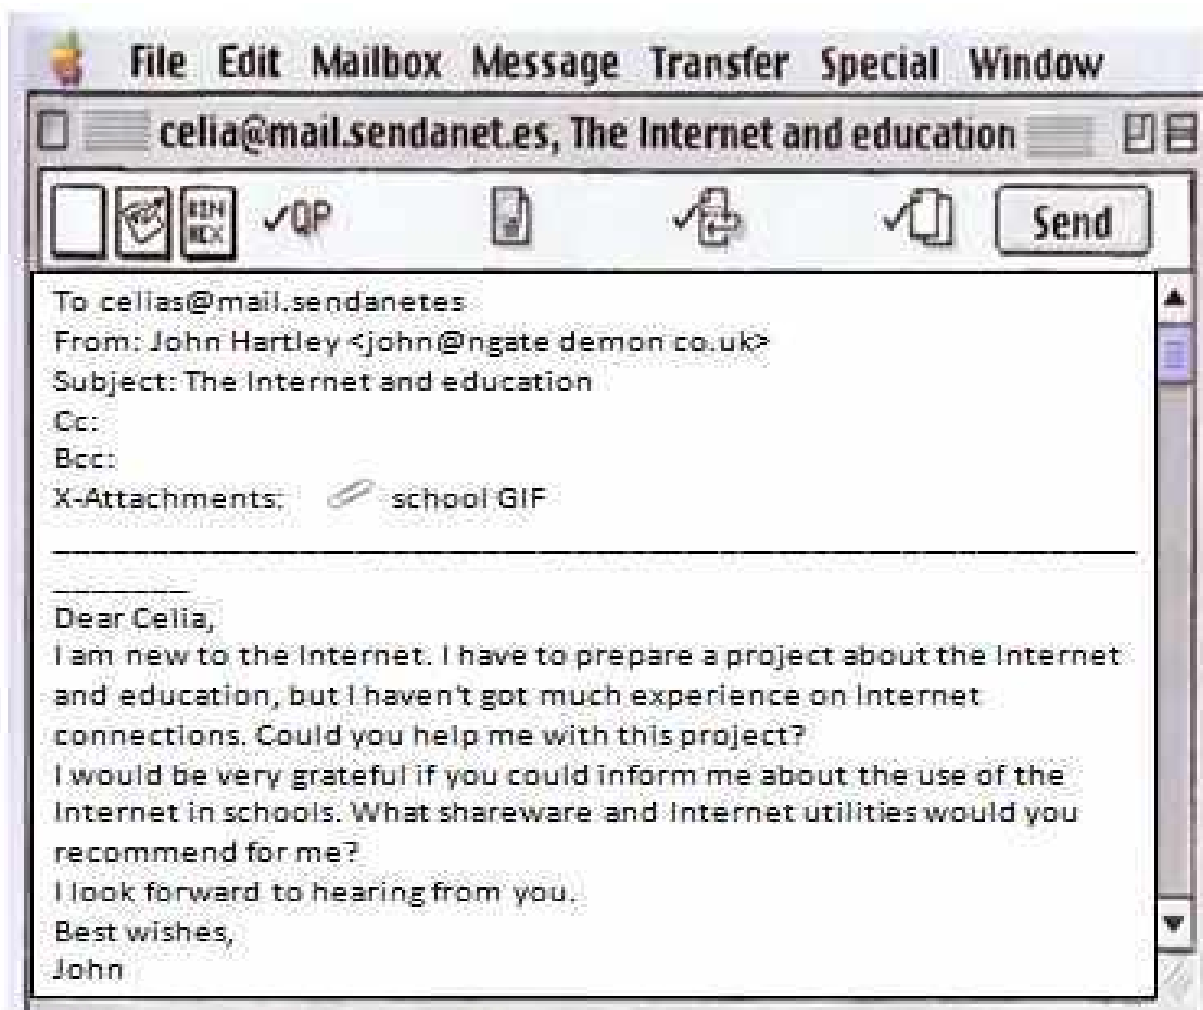 File Edit Mailbox Message Transfer Special Window
celia@mail.sendanet.es, The Internet and education
BIN HEX QP Send
To celias@mail.sendanetes
From: John Hartley <john@ngate demon co.uk>
Subject: The Internet and education
Cc:
Bcc:
X-Attachments: school GIF
Dear Celia,
I am new to the Internet. I have to prepare a project about the Internet
and education, but I haven't got much experience on Internet
connections. Could you help me with this project?
I would be very grateful if you could inform me about the use of the
Internet in schools. What shareware and Internet utilities would you
recommend for me?
I look forward to hearing from you.
Best wishes,
John